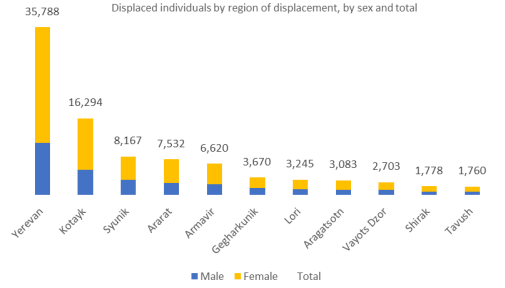 Displaced individuals by region of displacement, by sex and total
35,788
16,294
8,167
7,532
6,620
3,670
3,245
3,083
2,703
1,778
1,760
Yerevan
Kotayk
Syunik
Ararat
Armavir
Gegharkunik
Lori
Aragatsotn
Vayots Dzor
Shirak
Tavush
Male Female Total